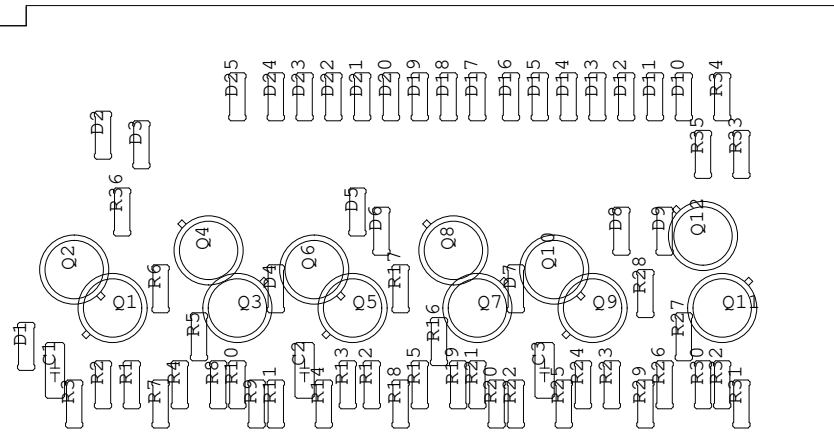 D25 D24 D23 D22 D21 D20 D19 D18 D17 D16 D15 D14 D13 D12 D11 D10 R34
D2 D3 R35 R33
R36 D5 D6 D8 D9 Q12
Q2 Q4 Q6 Q8 Q10
R6 D4 R17 D7 R28
Q1 Q3 Q5 Q7 Q9 Q11
D1 R5 R16 R27
C1 R2 R1 R4 R8 R10 C2 R13 R12 R15 R19 R21 C3 R24 R23 R26 R30 R32
R3 R7 R9 R11 R14 R18 R20 R22 R25 R29 R31